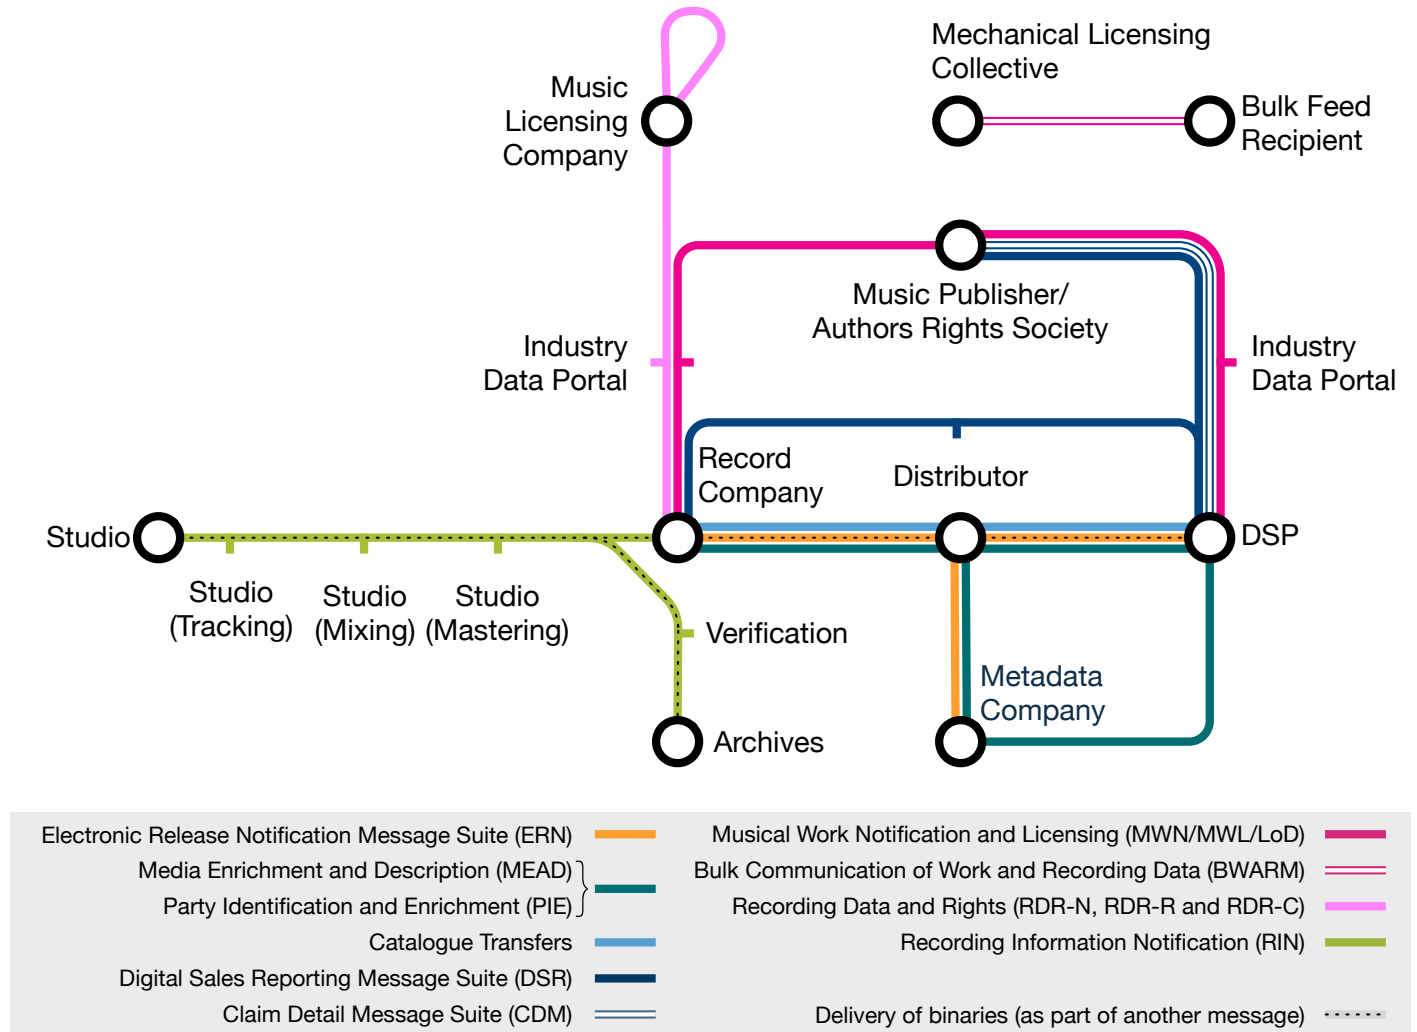 Mechanical Licensing
Collective
Music
Licensing
Company
Bulk Feed
Recipient
Music Publisher/
Authors Rights Society
Industry
Data Portal
Industry
Data Portal
Record
Company
Distributor
Studio
DSP
Studio
(Tracking)
Studio
(Mixing)
Studio
(Mastering)
Verification
Metadata
Company
Archives
Electronic Release Notification Message Suite (ERN)
Media Enrichment and Description (MEAD)
Party Identification and Enrichment (PIE)
Catalogue Transfers
Digital Sales Reporting Message Suite (DSR)
Claim Detail Message Suite (CDM)
Musical Work Notification and Licensing (MWN/MWL/LoD)
Bulk Communication of Work and Recording Data (BWARM)
Recording Data and Rights (RDR-N, RDR-R and RDR-C)
Recording Information Notification (RIN)
Delivery of binaries (as part of another message)